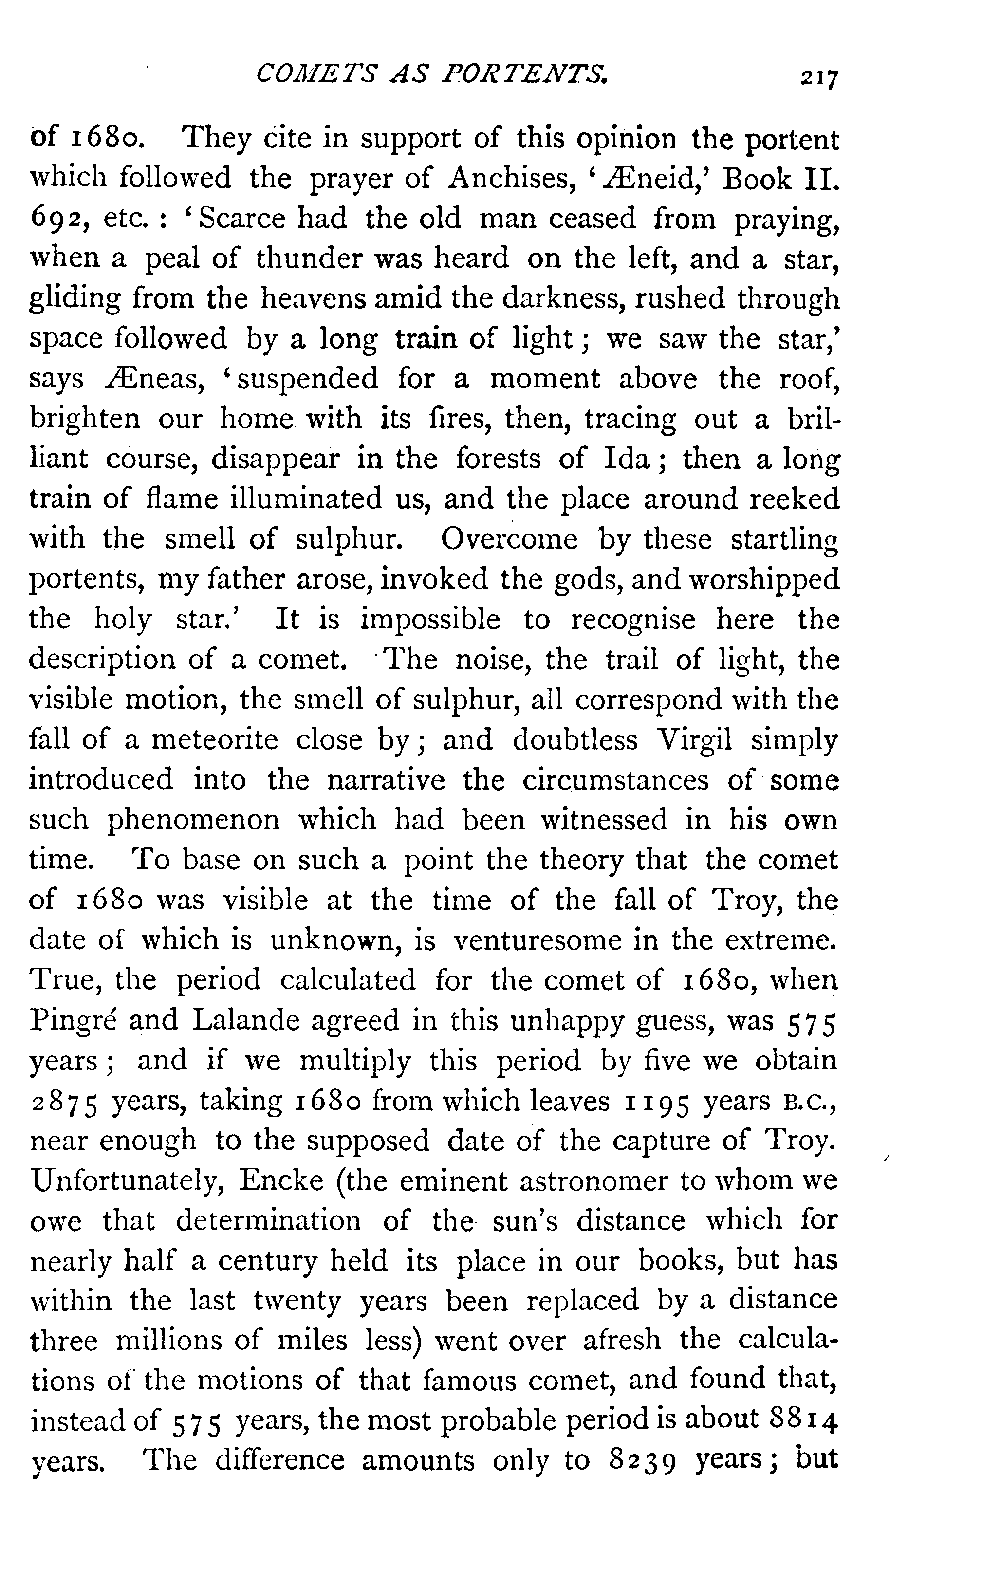 COMETS AS PORTENTS. 217
of 1680. They cite in support of this opinion the portent
which followed the prayer of Anchises, ‘Æneid,’ Book II.
692, etc. : ‘Scarce had the old man ceased from praying,
when a peal of thunder was heard on the left, and a star,
gliding from the heavens amid the darkness, rushed through
space followed by a long train of light ; we saw the star,’
says Æneas, ‘suspended for a moment above the roof,
brighten our home with its fires, then, tracing out a bril-
liant course, disappear in the forests of Ida ; then a long
train of flame illuminated us, and the place around reeked
with the smell of sulphur. Overcome by these startling
portents, my father arose, invoked the gods, and worshipped
the holy star.’ It is impossible to recognise here the
description of a comet. The noise, the trail of light, the
visible motion, the smell of sulphur, all correspond with the
fall of a meteorite close by ; and doubtless Virgil simply
introduced into the narrative the circumstances of some
such phenomenon which had been witnessed in his own
time. To base on such a point the theory that the comet
of 1680 was visible at the time of the fall of Troy, the
date of which is unknown, is venturesome in the extreme.
True, the period calculated for the comet of 1680, when
Pingré and Lalande agreed in this unhappy guess, was 575
years ; and if we multiply this period by five we obtain
2875 years, taking 1680 from which leaves 1195 years B.C.,
near enough to the supposed date of the capture of Troy.
Unfortunately, Encke (the eminent astronomer to whom we
owe that determination of the sun's distance which for
nearly half a century held its place in our books, but has
within the last twenty years been replaced by a distance
three millions of miles less) went over afresh the calcula-
tions of the motions of that famous comet, and found that,
instead of 575 years, the most probable period is about 8814
years. The difference amounts only to 8239 years ; but